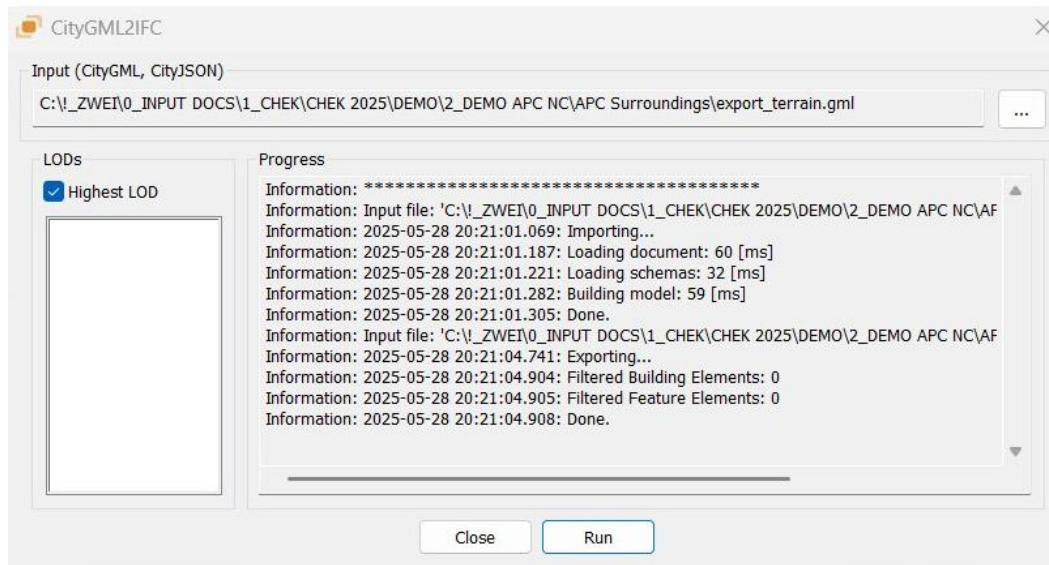 CityGML2IFC
Input (CityGML, CityJSON)
C:\!_ZWEI\0_INPUT DOCS\1_CHEK\CHEK 2025\DEMO\2_DEMO APC NC\APC Surroundings\export_terrain.gml
...
LODs
Highest LOD
Progress
Information: **************************************
Information: Input file: 'C:\!_ZWEI\0_INPUT DOCS\1_CHEK\CHEK 2025\DEMO\2_DEMO APC NC\AF
Information: 2025-05-28 20:21:01.069: Importing...
Information: 2025-05-28 20:21:01.187: Loading document: 60 [ms]
Information: 2025-05-28 20:21:01.221: Loading schemas: 32 [ms]
Information: 2025-05-28 20:21:01.282: Building model: 59 [ms]
Information: 2025-05-28 20:21:01.305: Done.
Information: Input file: 'C:\!_ZWEI\0_INPUT DOCS\1_CHEK\CHEK 2025\DEMO\2_DEMO APC NC\AF
Information: 2025-05-28 20:21:04.741: Exporting...
Information: 2025-05-28 20:21:04.904: Filtered Building Elements: 0
Information: 2025-05-28 20:21:04.905: Filtered Feature Elements: 0
Information: 2025-05-28 20:21:04.908: Done.
Close
Run